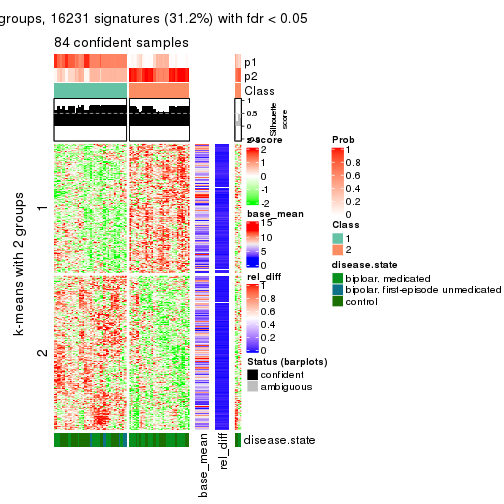 groups, 16231 signatures (31.2%) with fdr < 0.05
84 confident samples
p1
p2
Class
1
0.5
0
Silhouette
score
k-means with 2 groups
1
2
z-score
2
1
0
-1
-2
base_mean
15
10
5
0
rel_diff
1
0.8
0.6
0.4
0.2
0
Status (barplots)
confident
ambiguous
Prob
1
0.8
0.6
0.4
0.2
0
Class
1
2
disease.state
biploar. medicated
bipolar. first-episode unmedicated
control
disease.state
base_mean
rel_diff